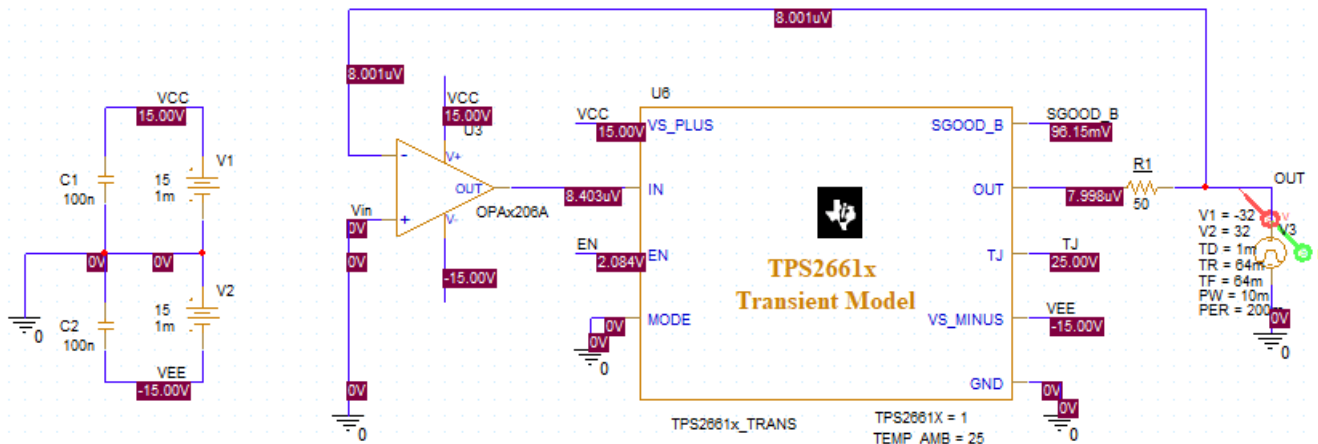 8.001uV
8.001uV
VCC
15.00V
C1
100n
15
1m
V1
0V
0V
C2
100n
15
1m
V2
VEE
-15.00V
0
VCC
15.00V
U3
-
V+
OUT
V-
+
OPAx206A
Vin
0V
0V
-15.00V
0V
0
8.403uV
U6
VCC
15.00V
VS_PLUS
IN
EN
2.084V
EN
MODE
0V
0V
0
TPS2661x
Transient Model
SGOOD_B
OUT
TJ
VS_MINUS
GND
SGOOD_B
96.15mV
7.998uV
R1
50
TJ
25.00V
VEE
-15.00V
0V
0V
0
TPS2661x_TRANS
TPS2661X = 1
TEMP_AMB = 25
OUT
V1 = -32
V2 = 32
TD = 1m
TR = 64m
TF = 64m
PW = 10m
PER = 200m
V
V3
0V
0